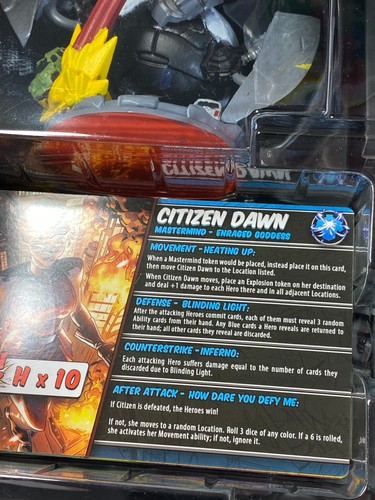 CITIZEN DAWN
MASTERMIND - ENRAGED GODDESS
MOVEMENT - HEATING UP:
When a Mastermind token would be placed, instead place it on this card,
then move Citizen Dawn to the Location listed.
When Citizen Dawn moves, place an Explosion token on her destination
and deal +1 damage to each Hero there and in all adjacent Locations.
DEFENSE - BLINDING LIGHT:
After the attacking Heroes commit cards, each of them must reveal 3 random
Ability cards from their hand. Any Blue cards a Hero reveals are returned to
their hand; all other cards they reveal are discarded.
COUNTERSTRIKE - INFERNO:
Each attacking Hero suffers damage equal to the number of cards they
discarded due to Blinding Light.
H x 10
AFTER ATTACK - HOW DARE YOU DEFY ME:
If Citizen is defeated, the Heroes win!
If not, she moves to a random Location. Roll 3 dice of any color. If a 6 is rolled,
she activates her Movement ability; if not, ignore it.